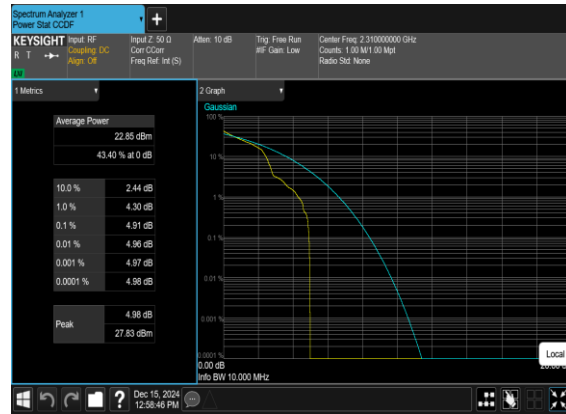 Spectrum Analyzer 1
Power Stat CCDF
+
KEYSIGHT
R T
LXI
Input: RF
Coupling: DC
Align: Off
Input Z: 50 Ω
Corr CCorr
Freq Ref: Int (S)
Atten: 10 dB
Trig: Free Run
#IF Gain: Low
Center Freq: 2.310000000 GHz
Counts: 1.00 M/1.00 Mpt
Radio Std: None
1 Metrics
Average Power
22.85 dBm
43.40 % at 0 dB
10.0 % 2.44 dB
1.0 % 4.30 dB
0.1 % 4.91 dB
0.01 % 4.96 dB
0.001 % 4.97 dB
0.0001 % 4.98 dB
Peak
4.98 dB
27.83 dBm
2 Graph
Gaussian
100 %
10 %
1 %
0.1 %
0.01 %
0.001 %
0.0001 %
0.00 dB
Info BW 10.000 MHz
Local
?
Dec 15, 2024
12:58:46 PM